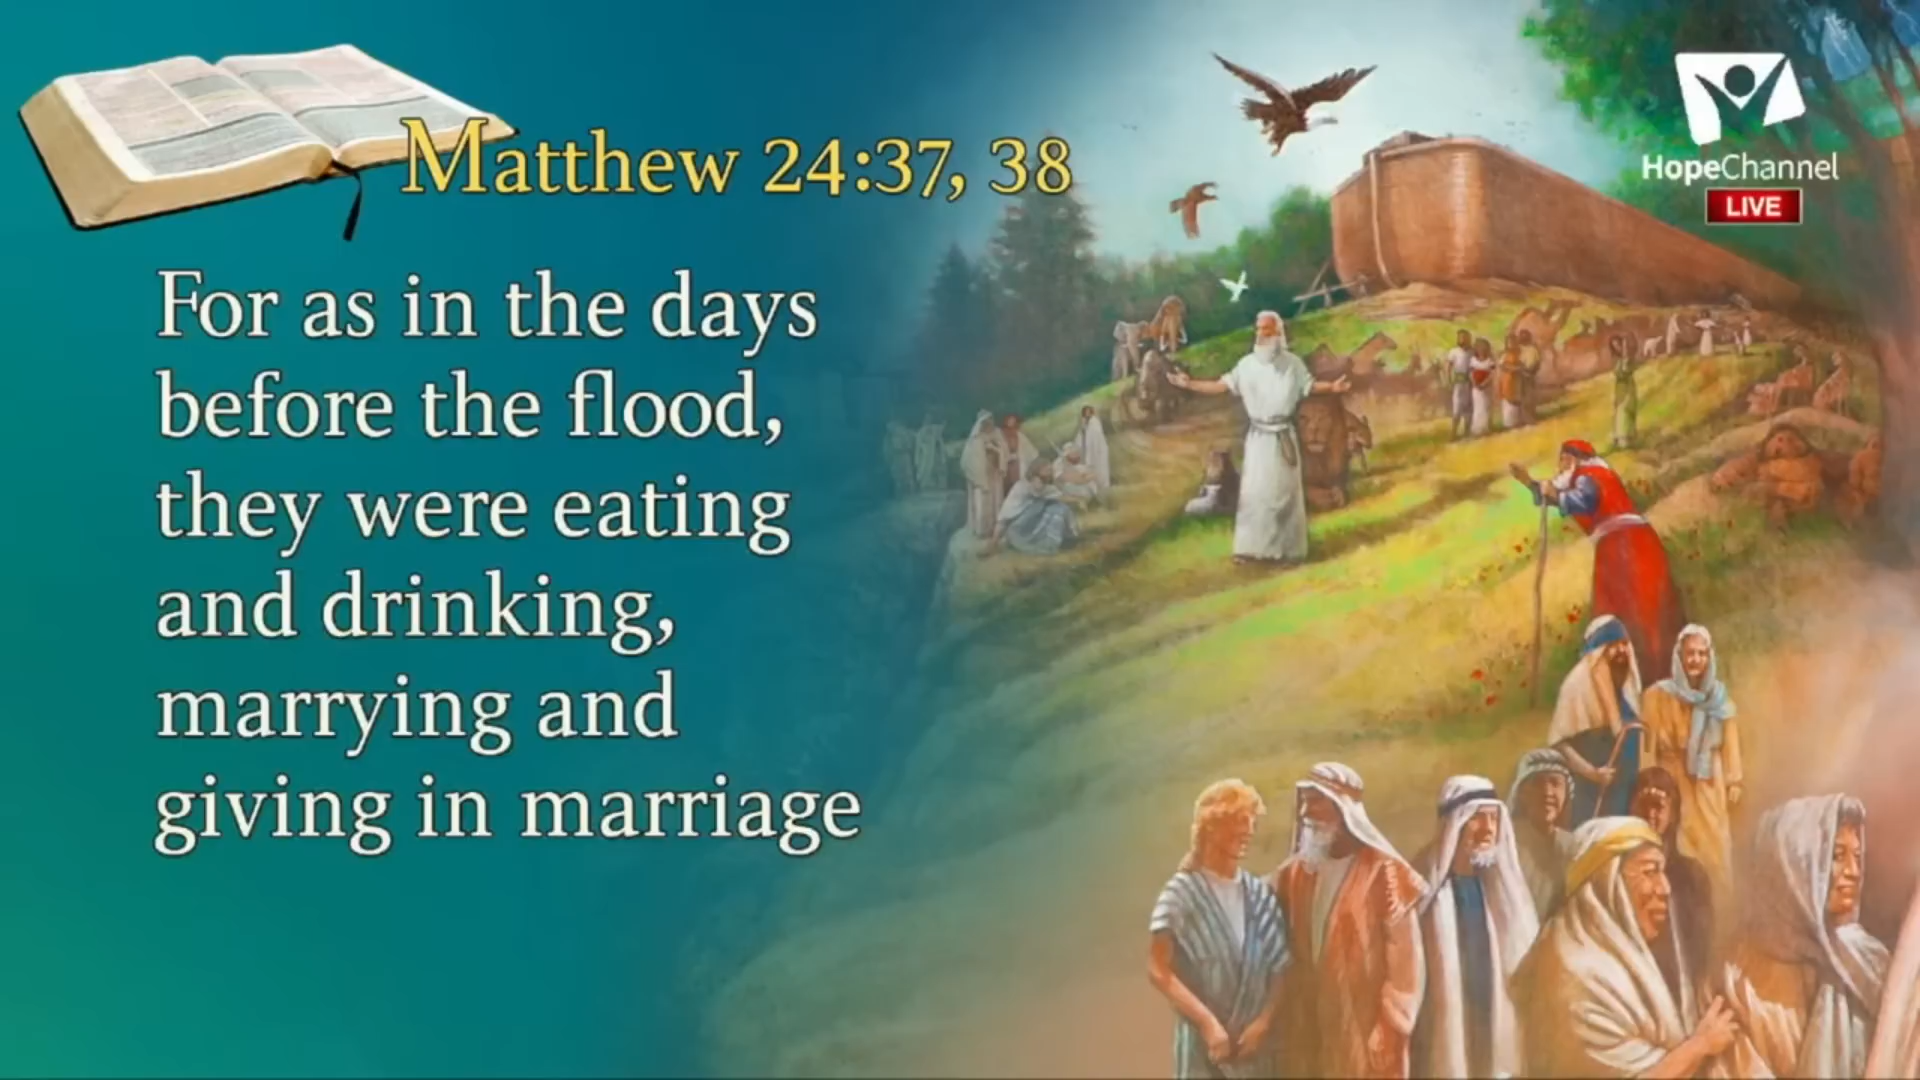 Matthew 24:37, 38
HopeChannel
LIVE
For as in the days
before the flood,
they were eating
and drinking,
marrying and
giving in marriage